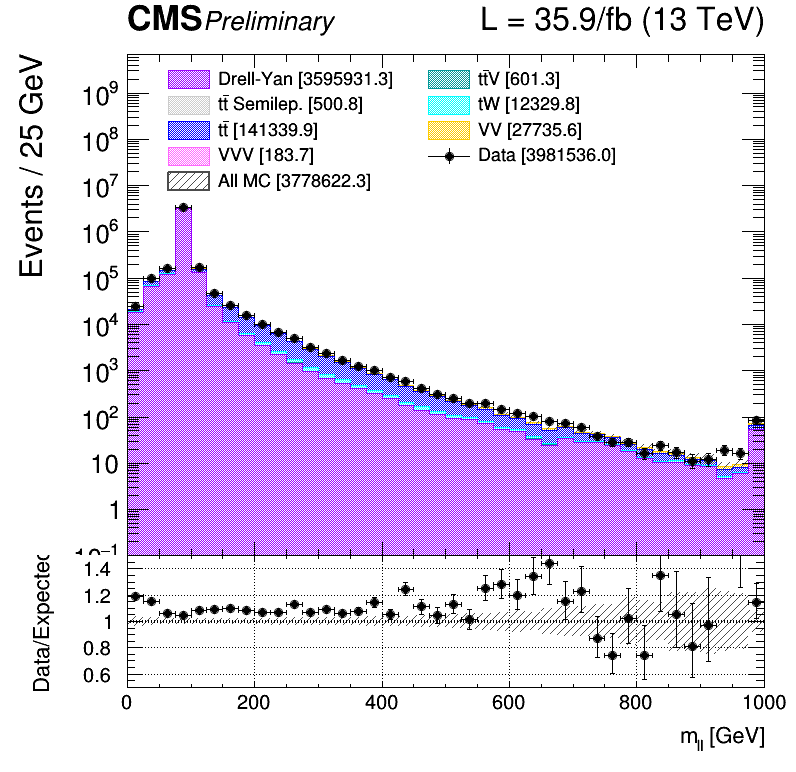 CMS Preliminary L = 35.9/fb (13 TeV)
Events / 25 GeV
Drell-Yan [3595931.3]
tt̄V [601.3]
tt̄ Semilep. [500.8]
tW [12329.8]
tt̄ [141339.9]
VV [27735.6]
VVV [183.7]
Data [3981536.0]
All MC [3778622.3]
10⁹
10⁸
10⁷
10⁶
10⁵
10⁴
10³
10²
10
1
10⁻¹
Data/Expected
1.4
1.2
1
0.8
0.6
0 200 400 600 800 1000
m_ll [GeV]